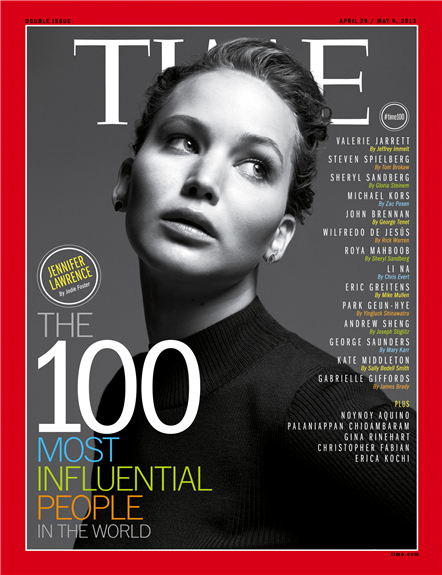 DOUBLE ISSUE
APRIL 29 / MAY 6, 2013
TIME
#time100
VALERIE JARRETT
By Jeffrey Immelt
STEVEN SPIELBERG
By Tom Brokaw
SHERYL SANDBERG
By Gloria Steinem
MICHAEL KORS
By Zac Posen
JOHN BRENNAN
By George Tenet
WILFREDO DE JESÚS
By Rick Warren
ROYA MAHBOOB
By Sheryl Sandberg
LI NA
By Chris Evert
ERIC GREITENS
By Mike Mullen
PARK GEUN-HYE
By Yingluck Shinawatra
ANDREW SHENG
By Joseph Stiglitz
GEORGE SAUNDERS
By Mary Karr
KATE MIDDLETON
By Sally Bedell Smith
GABRIELLE GIFFORDS
By James Brady
PLUS
NOYNOY AQUINO
PALANIAPPAN CHIDAMBARAM
GINA RINEHART
CHRISTOPHER FABIAN
ERICA KOCHI
JENNIFER
LAWRENCE
By Jodie Foster
THE
100
MOST
INFLUENTIAL
PEOPLE
IN THE WORLD
time.com